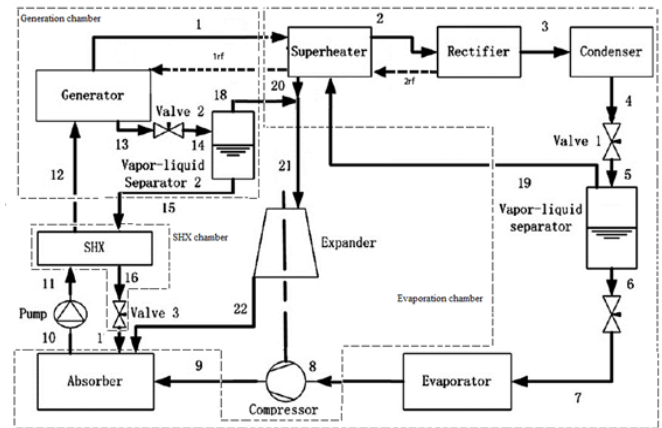 Generation chamber
1
2
3
Superheater
Rectifier
Condenser
1rf
2rf
Generator
20
18
4
Valve 2
Valve 1
13
14
12
Vapor-liquid
Separator 2
21
19
5
Vapor-liquid
separator
15
SHX
SHX chamber
Expander
11
16
6
22
Evaporation chamber
Pump
Valve 3
10
1
9
8
Absorber
Evaporator
7
Compressor